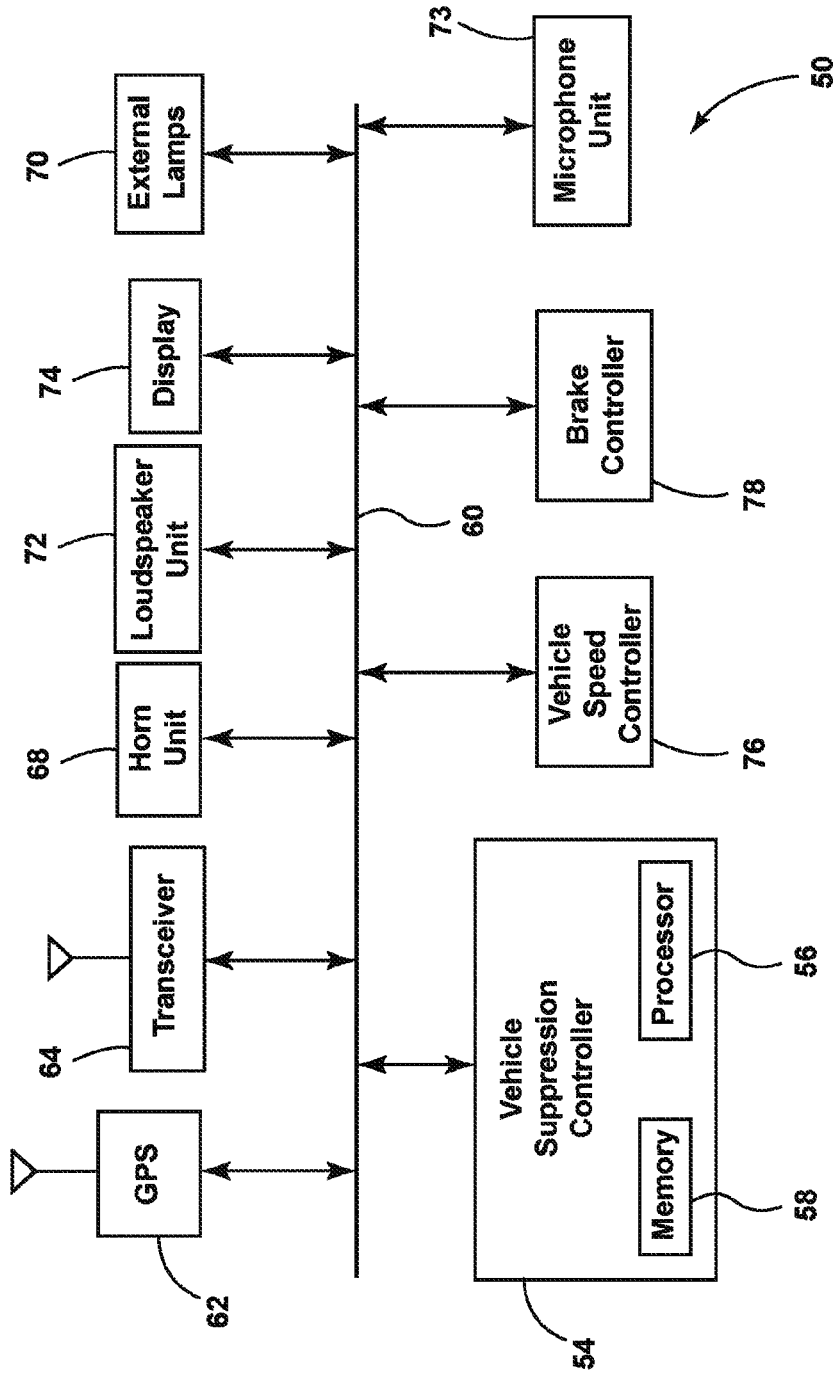 62
GPS
64
Transceiver
68
Horn
Unit
72
Loudspeaker
Unit
74
Display
70
External
Lamps
60
54
Vehicle
Suppression
Controller
Memory
58
Processor
56
Vehicle
Speed
Controller
76
Brake
Controller
78
Microphone
Unit
73
50